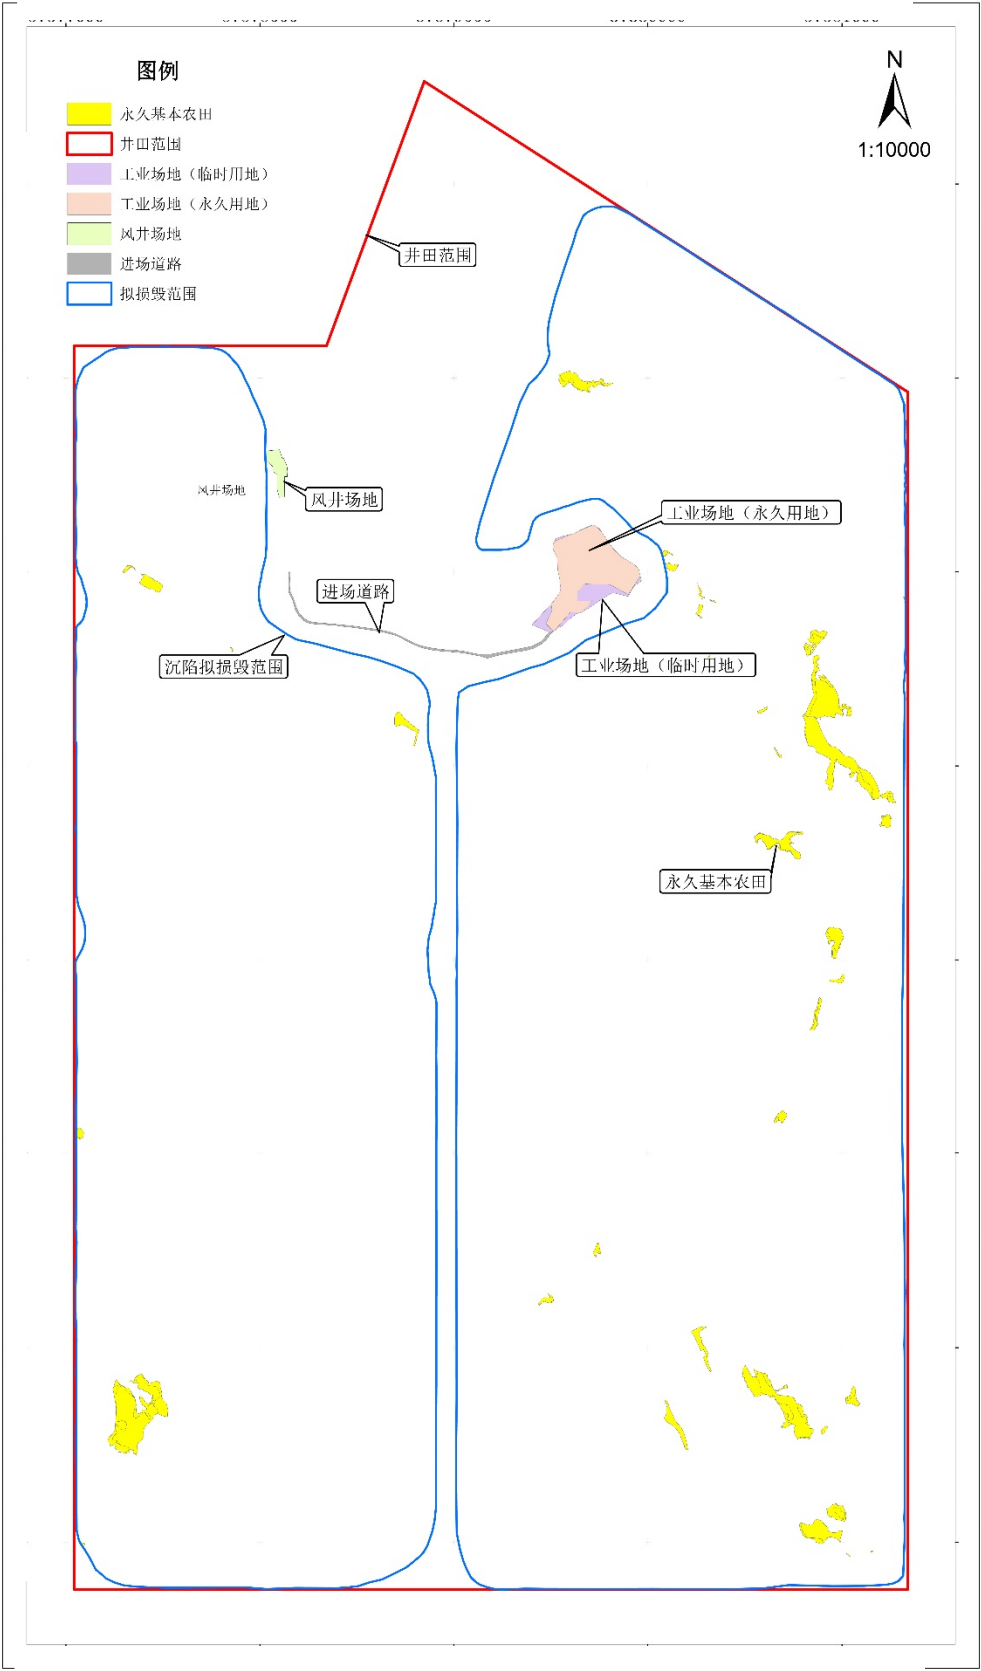 图例
永久基本农田
井田范围
工业场地（临时用地）
工业场地（永久用地）
风井场地
进场道路
拟损毁范围
N
1:10000
井田范围
风井场地
风井场地
工业场地（永久用地）
进场道路
沉陷拟损毁范围
工业场地（临时用地）
永久基本农田